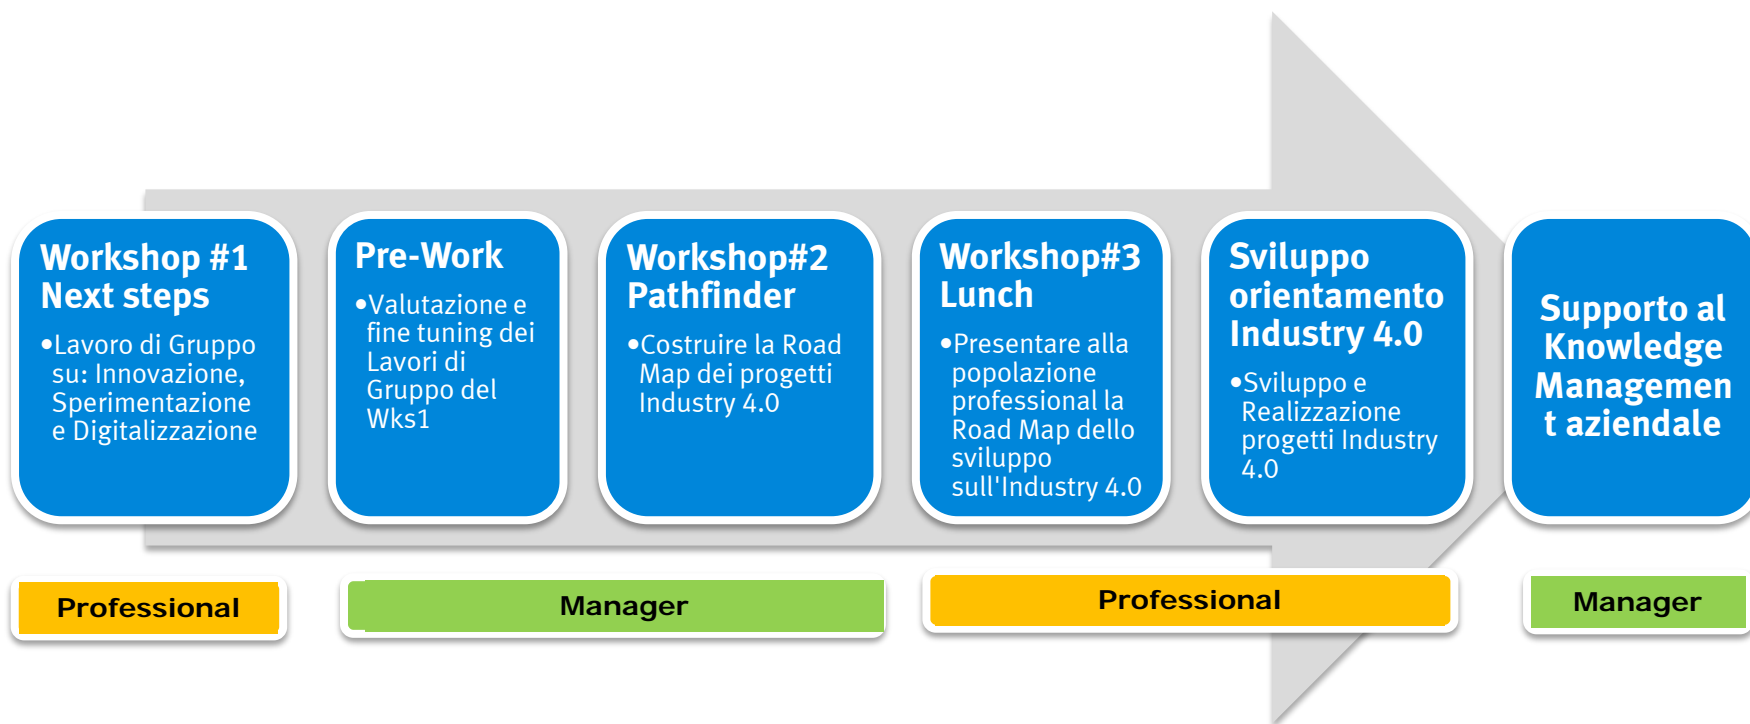 Workshop #1
Next steps
•Lavoro di Gruppo
su: Innovazione,
Sperimentazione
e Digitalizzazione
Pre-Work
•Valutazione e
fine tuning dei
Lavori di
Gruppo del
Wks1
Workshop#2
Pathfinder
•Costruire la Road
Map dei progetti
Industry 4.0
Workshop#3
Lunch
•Presentare alla
popolazione
professional la
Road Map dello
sviluppo
sull'Industry 4.0
Sviluppo
orientamento
Industry 4.0
•Sviluppo e
Realizzazione
progetti Industry
4.0
Supporto al
Knowledge
Managemen
t aziendale
Professional
Manager
Professional
Manager